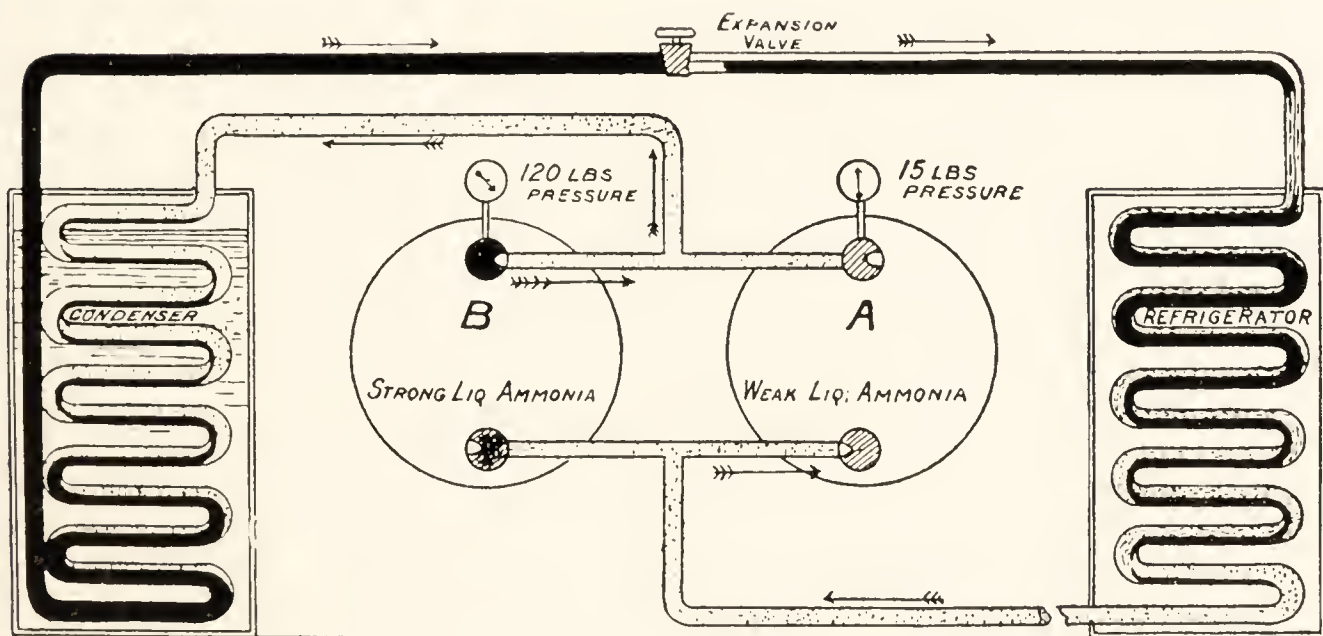 EXPANSION
VALVE
120 LBS
PRESSURE
15 LBS
PRESSURE
B
A
CONDENSER
REFRIGERATOR
STRONG LIQ AMMONIA
WEAK LIQ; AMMONIA